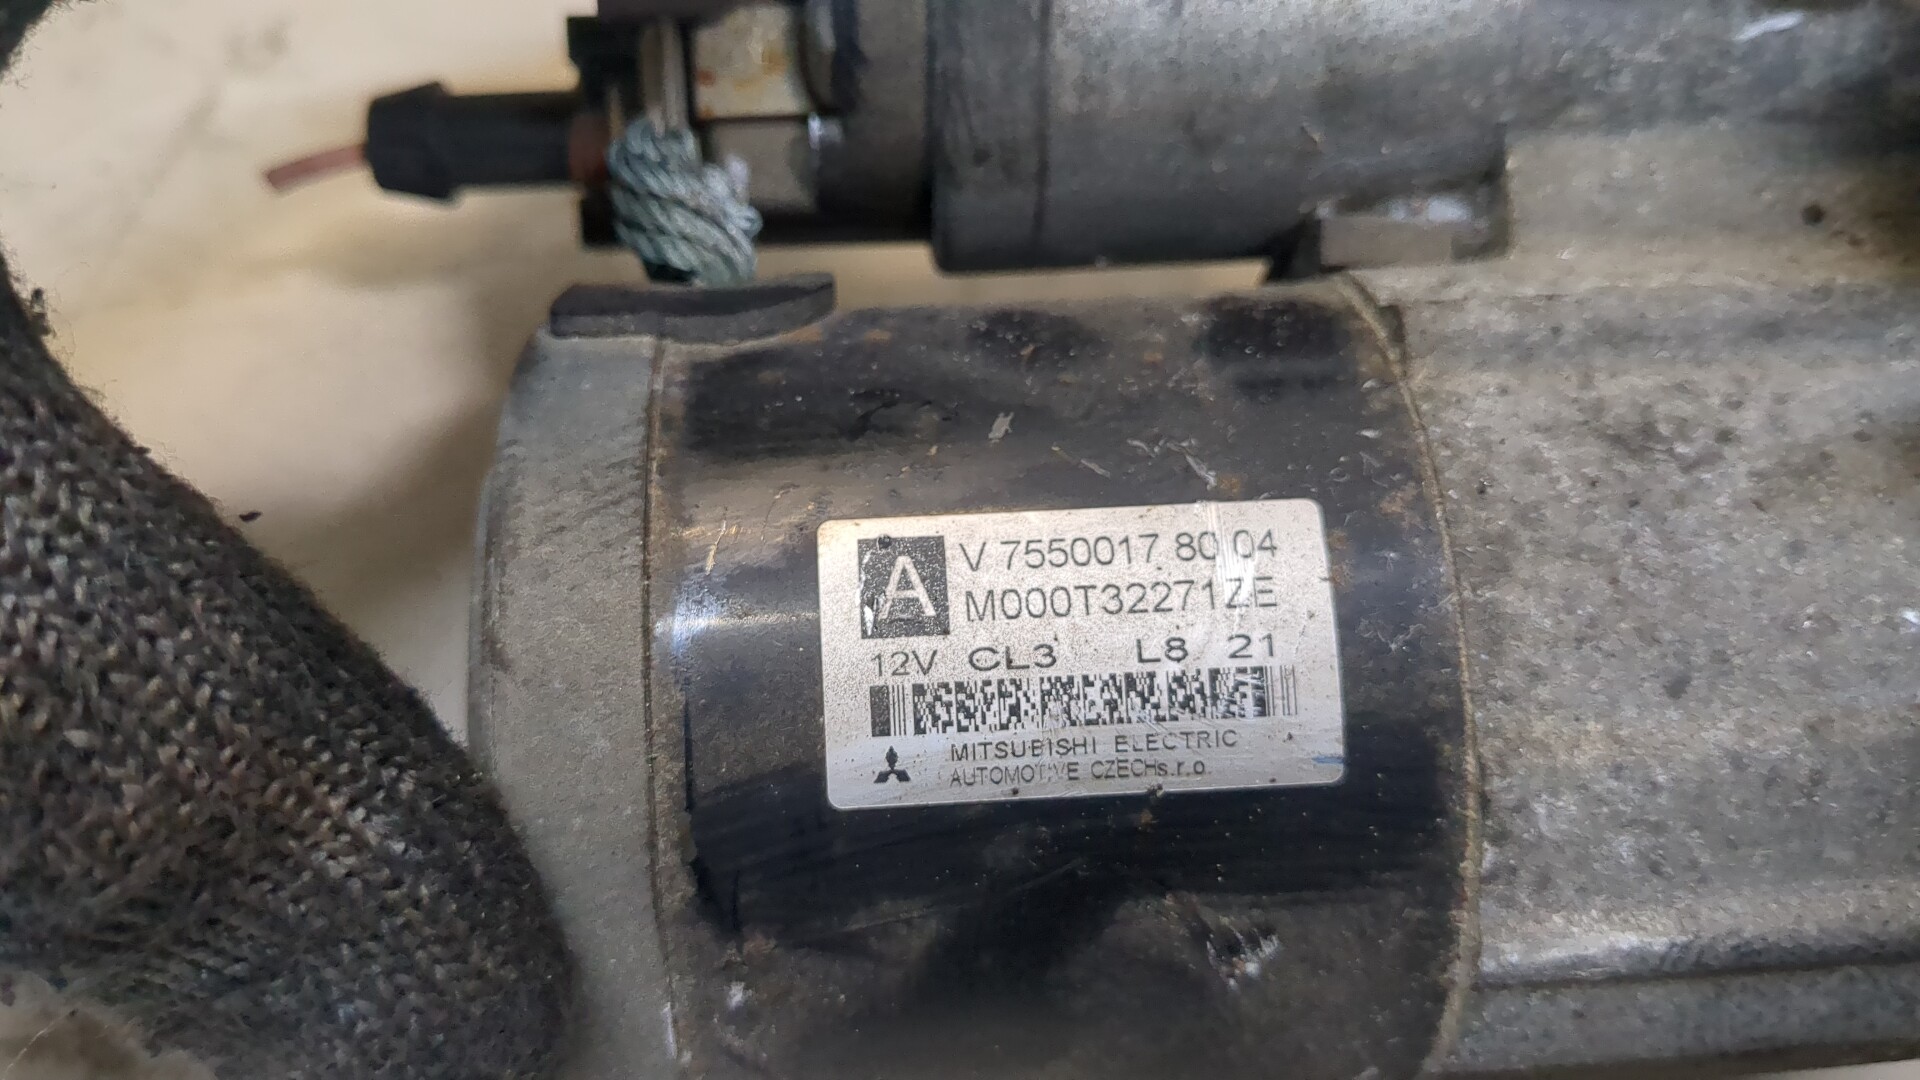 A
V 7550017 80 04
M000T32271ZE
12V CL3 L8 21
MITSUBISHI ELECTRIC
AUTOMOTIVE CZECHs.r.o